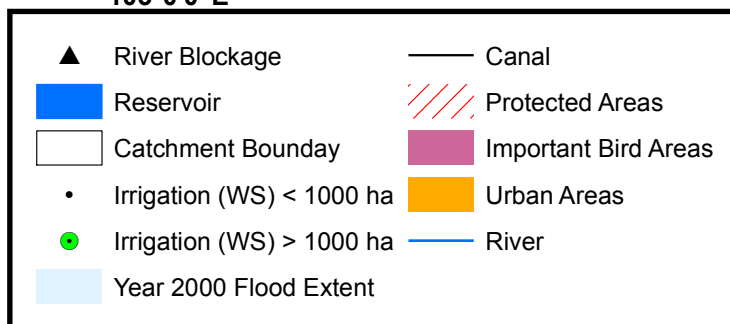 River Blockage
Reservoir
Catchment Bounday
Irrigation (WS) < 1000 ha
Irrigation (WS) > 1000 ha
Year 2000 Flood Extent
Canal
Protected Areas
Important Bird Areas
Urban Areas
River